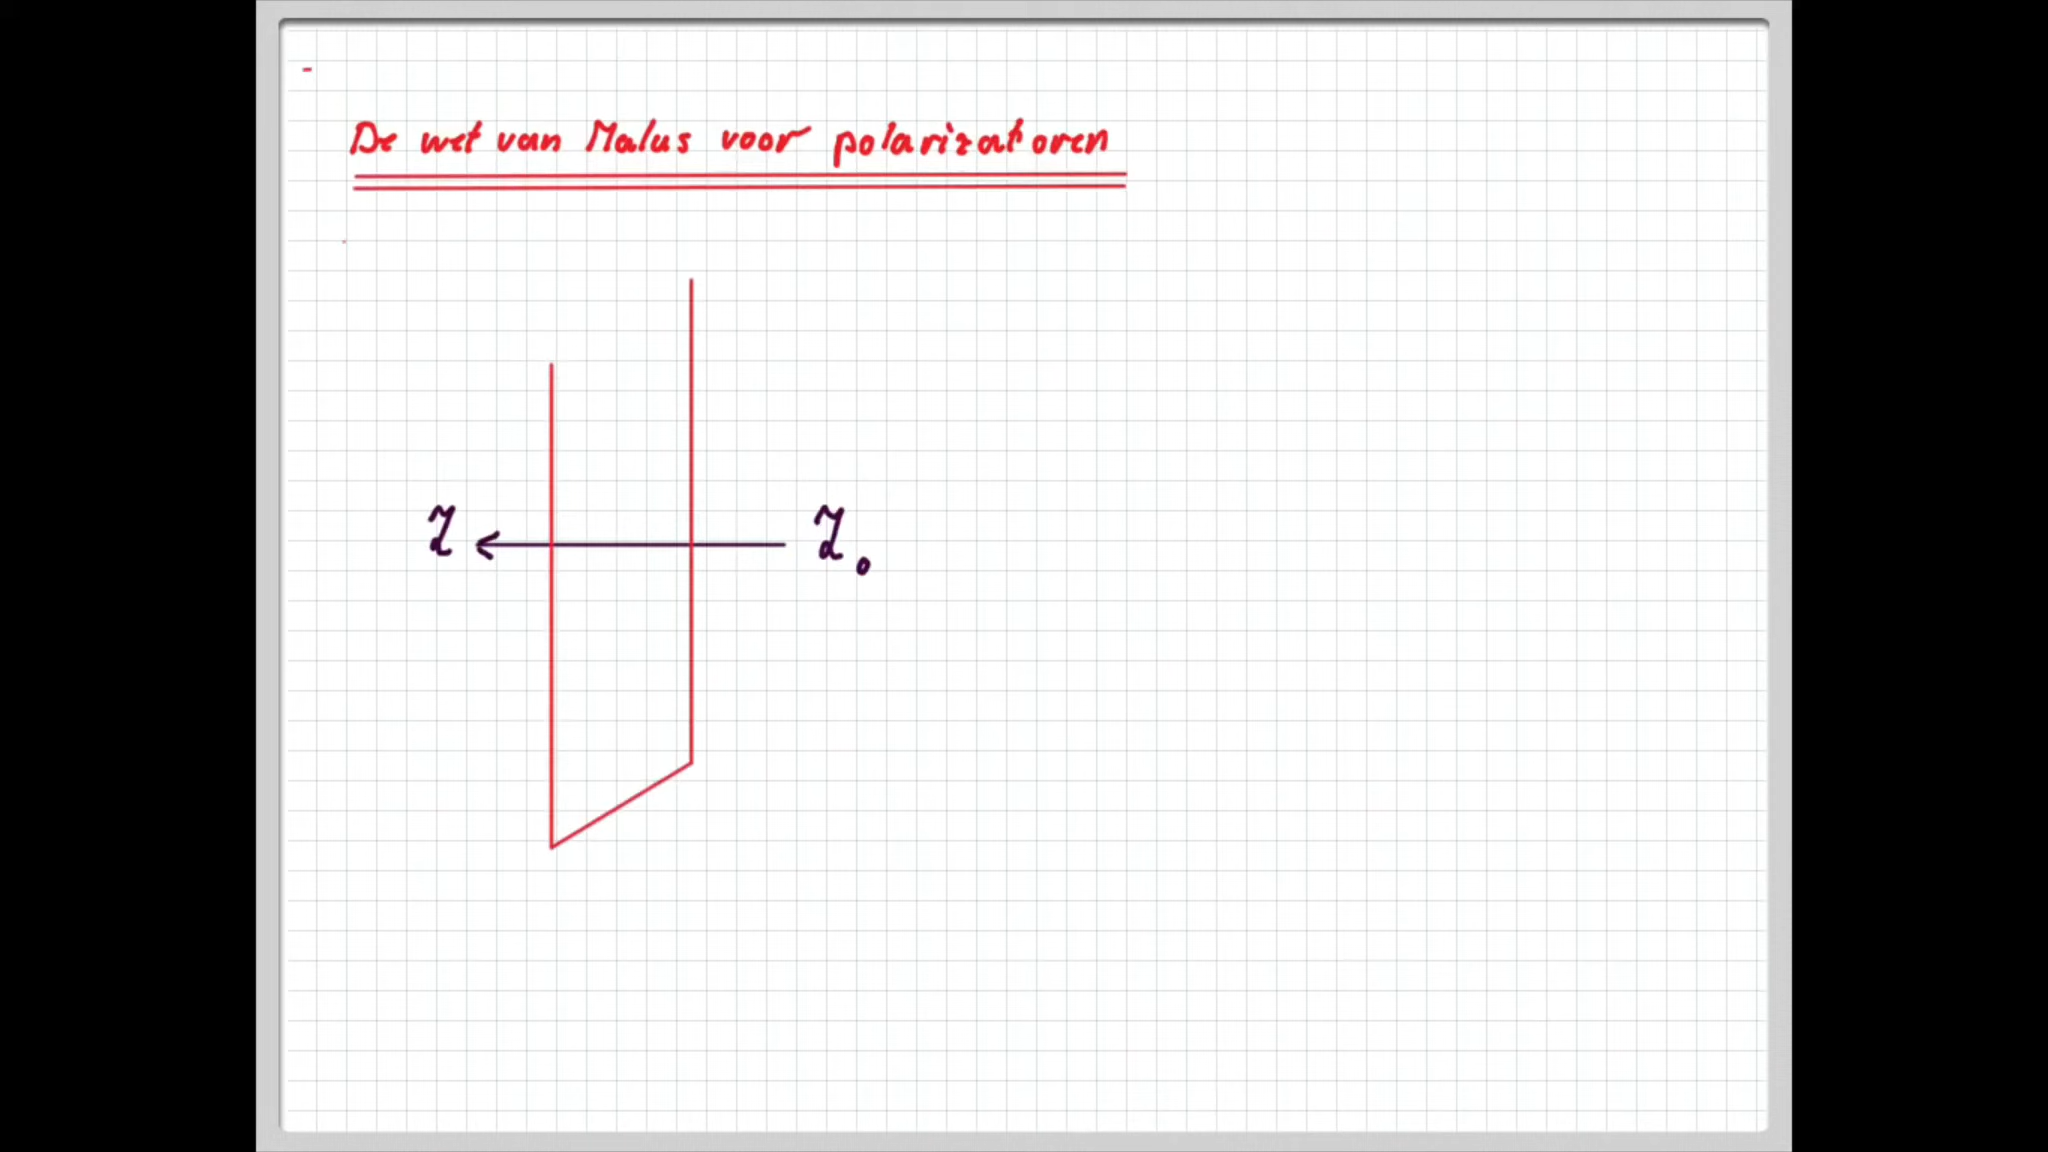 De wet van Malus voor polarizatoren
I I₀